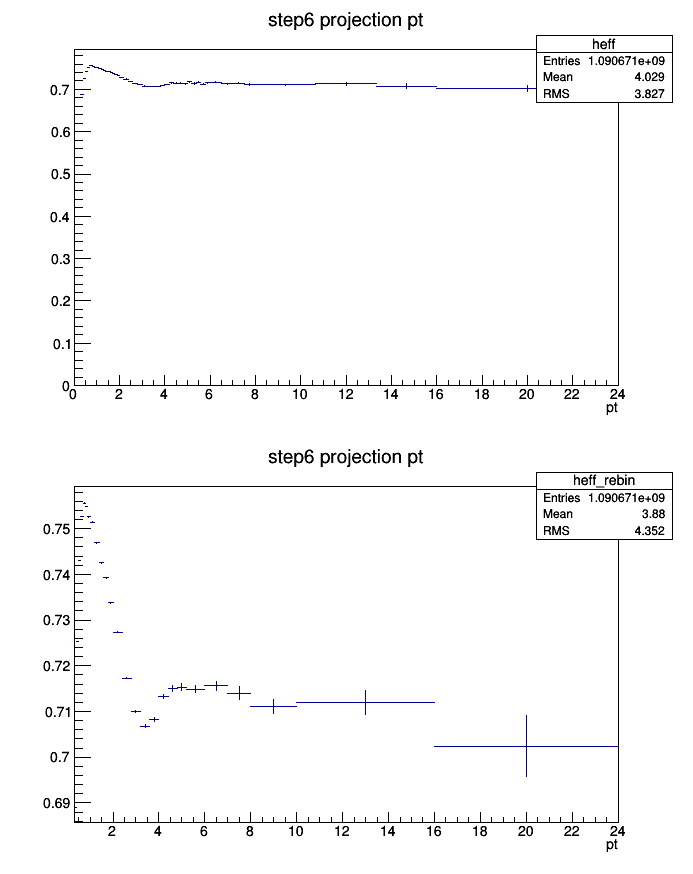 step6 projection pt
heff
Entries 1.090671e+09
Mean 4.029
RMS 3.827
0.7
0.6
0.5
0.4
0.3
0.2
0.1
0
0 2 4 6 8 10 12 14 16 18 20 22 24
pt
step6 projection pt
heff_rebin
Entries 1.090671e+09
Mean 3.88
RMS 4.352
0.75
0.74
0.73
0.72
0.71
0.7
0.69
2 4 6 8 10 12 14 16 18 20 22 24
pt